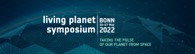 living planet
symposium
BONN
23-27 May
2022
TAKING THE PULSE
OF OUR PLANET FROM SPACE